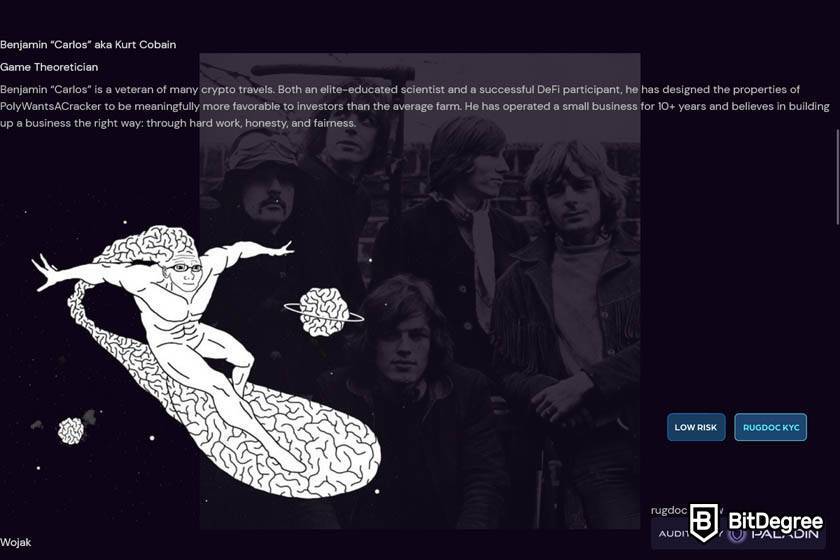 Benjamin “Carlos” aka Kurt Cobain
Game Theoretician
Benjamin “Carlos” is a veteran of many crypto travels. Both an elite-educated scientist and a successful DeFi participant, he has designed the properties of
PolyWantsACracker to be meaningfully more favorable to investors than the average farm. He has operated a small business for 10+ years and believes in building
up a business the right way: through hard work, honesty, and fairness.
LOW RISK
RUGDOC KYC
rugdoc
BitDegree
PALADIN
Wojak